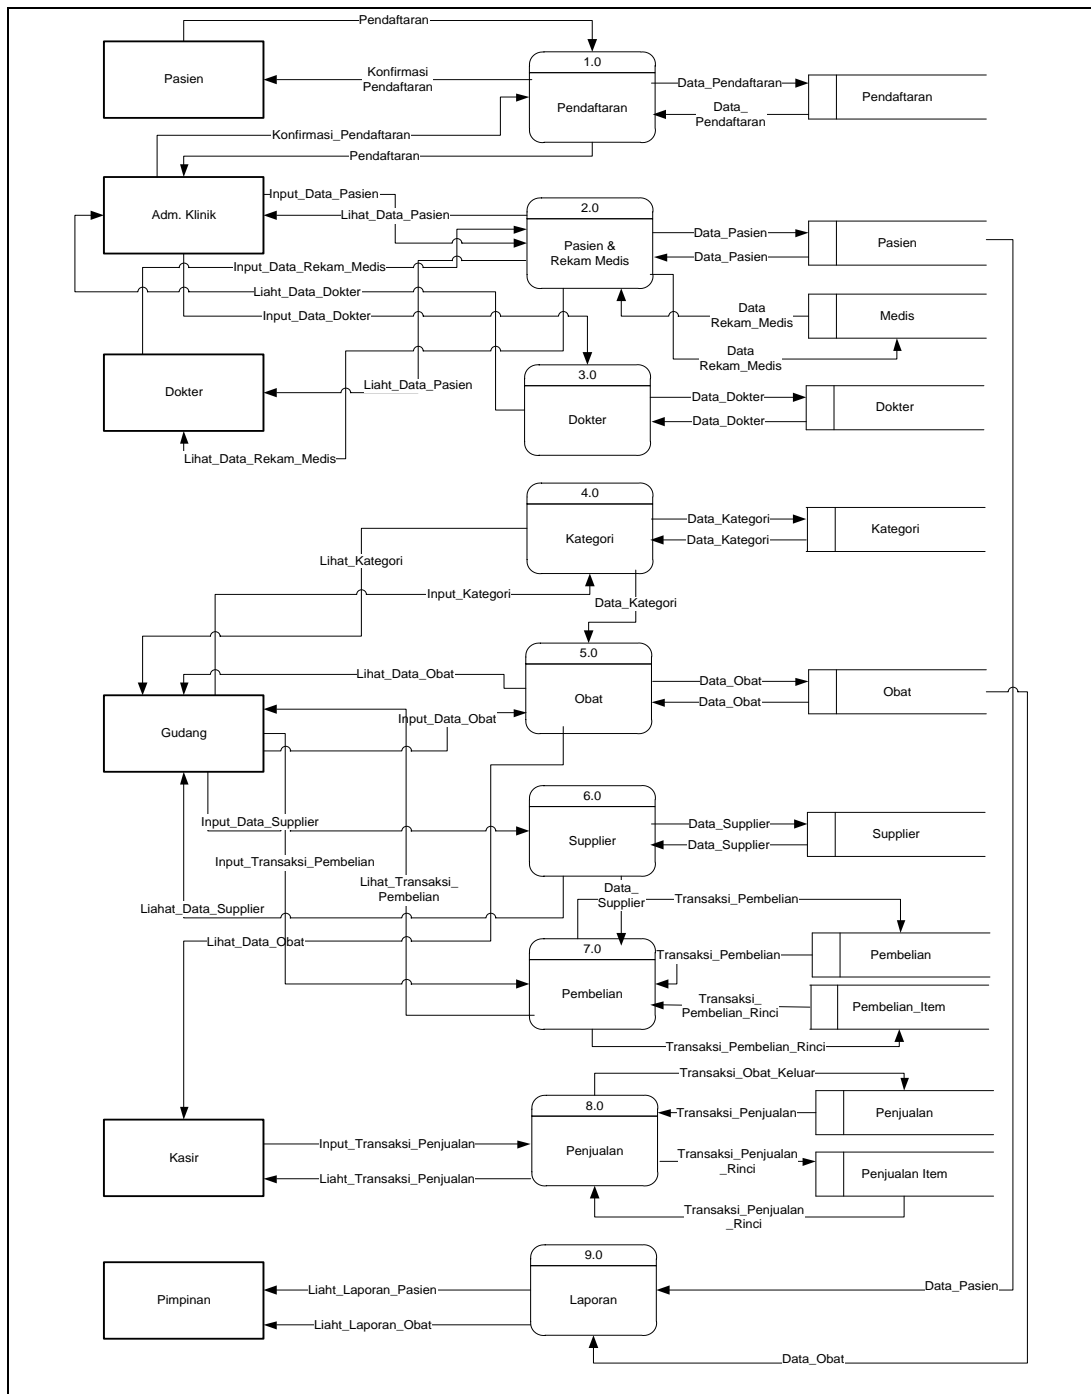 Pendaftaran
1.0
Pasien
Konfirmasi
Pendaftaran
Pendaftaran
Data_Pendaftaran
Data_
Pendaftaran
Pendaftaran
Konfirmasi_Pendaftaran
Pendaftaran
Adm. Klinik
Input_Data_Pasien
Lihat_Data_Pasien
2.0
Pasien &
Rekam Medis
Data_Pasien
Data_Pasien
Pasien
Input_Data_Rekam_Medis
Liaht_Data_Dokter
Input_Data_Dokter
Data
Rekam_Medis
Medis
Data
Rekam_Medis
Dokter
Liaht_Data_Pasien
3.0
Dokter
Data_Dokter
Data_Dokter
Dokter
Lihat_Data_Rekam_Medis
4.0
Kategori
Data_Kategori
Data_Kategori
Kategori
Lihat_Kategori
Input_Kategori
Data_Kategori
5.0
Obat
Lihat_Data_Obat
Data_Obat
Data_Obat
Obat
Gudang
Input_Data_Obat
6.0
Supplier
Input_Data_Supplier
Data_Supplier
Data_Supplier
Supplier
Input_Transaksi_Pembelian
Lihat_Transaksi_
Pembelian
Liahat_Data_Supplier
Data_
Supplier
Transaksi_Pembelian
Lihat_Data_Obat
7.0
Pembelian
Transaksi_Pembelian
Pembelian
Transaksi_
Pembelian_Rinci
Pembelian_Item
Transaksi_Pembelian_Rinci
Transaksi_Obat_Keluar
8.0
Penjualan
Transaksi_Penjualan
Penjualan
Kasir
Input_Transaksi_Penjualan
Liaht_Transaksi_Penjualan
Transaksi_Penjualan
_Rinci
Penjualan Item
Transaksi_Penjualan
_Rinci
9.0
Laporan
Pimpinan
Liaht_Laporan_Pasien
Liaht_Laporan_Obat
Data_Pasien
Data_Obat